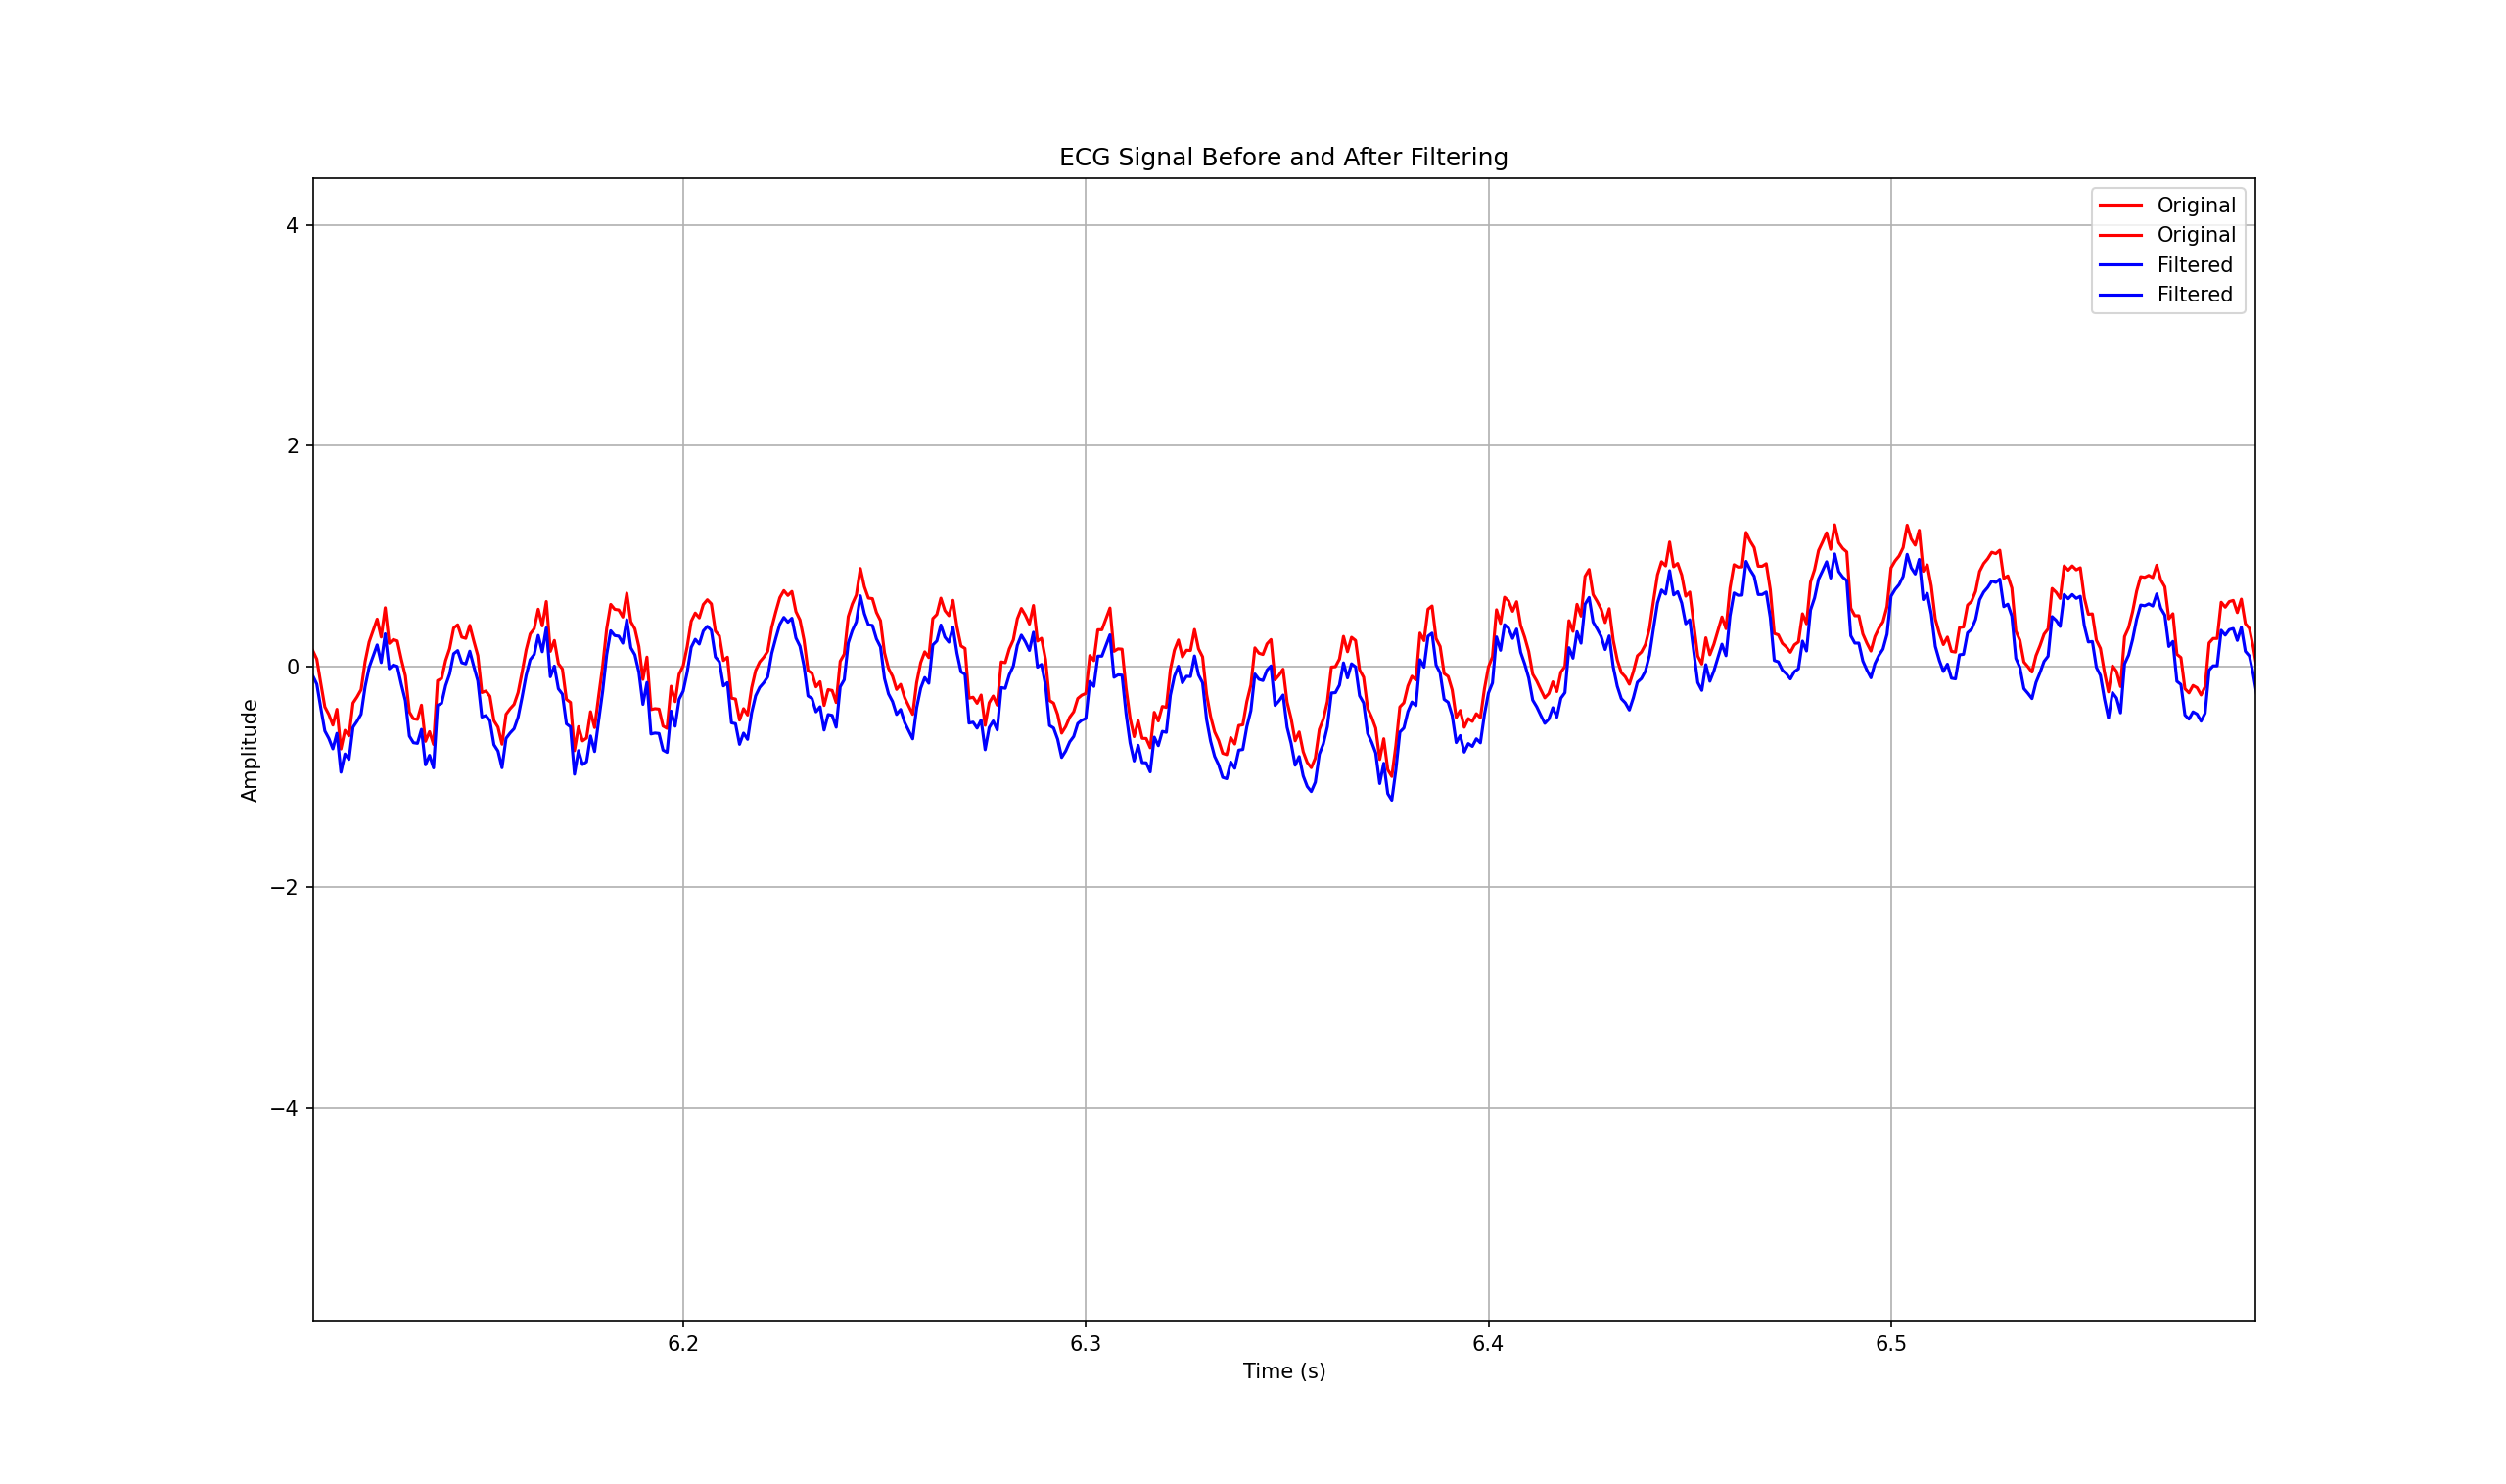 ECG Signal Before and After Filtering
Original
Original
Filtered
Filtered
4
2
0
−2
−4
Amplitude
6.2
6.3
6.4
6.5
Time (s)